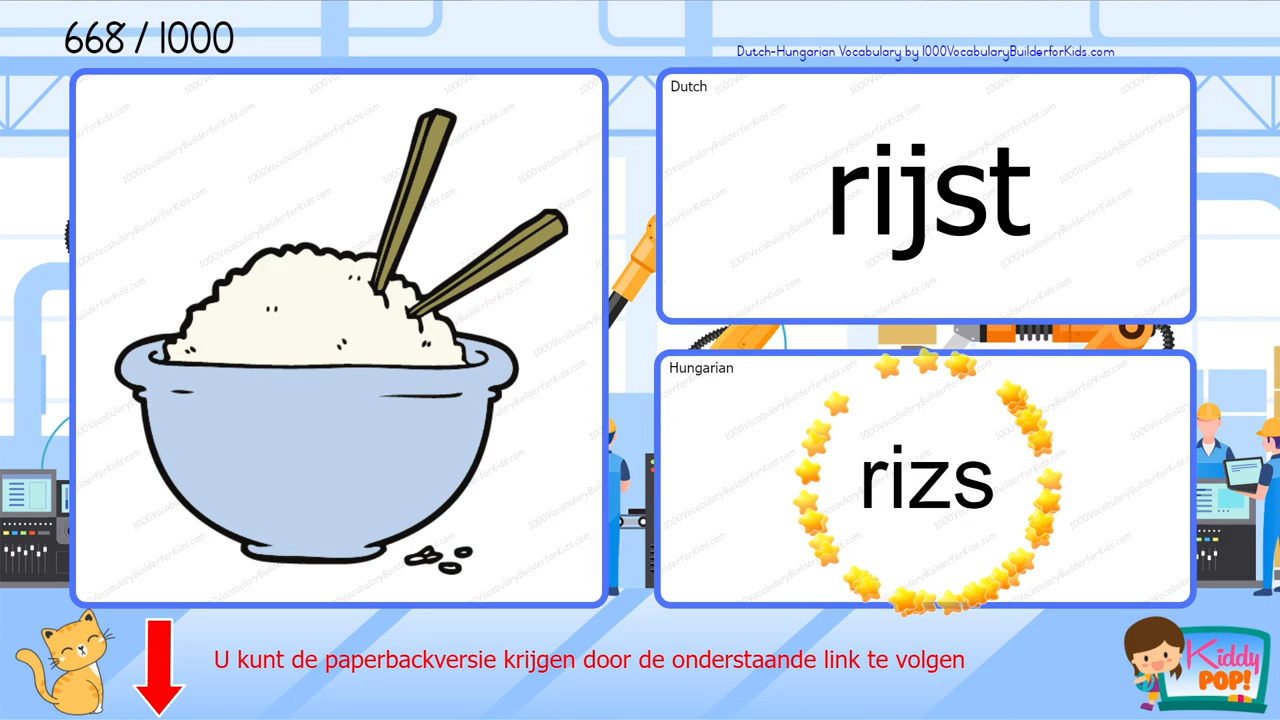 668 / 1000
Dutch-Hungarian Vocabulary by 1000VocabularyBuilderforKids.com
Dutch
rijst
Hungarian
rizs
U kunt de paperbackversie krijgen door de onderstaande link te volgen
Kiddy
POP!